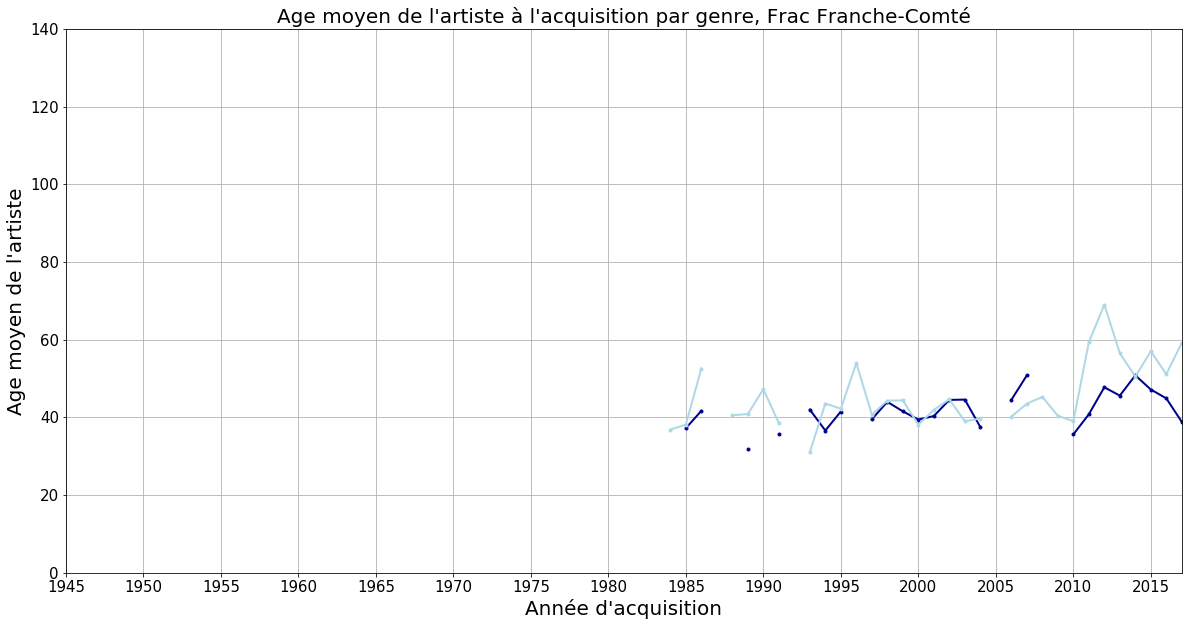 Age moyen de l'artiste à l'acquisition par genre, Frac Franche-Comté
Age moyen de l'artiste
140
120
100
80
60
40
20
0
1945 1950 1955 1960 1965 1970 1975 1980 1985 1990 1995 2000 2005 2010 2015
Année d'acquisition